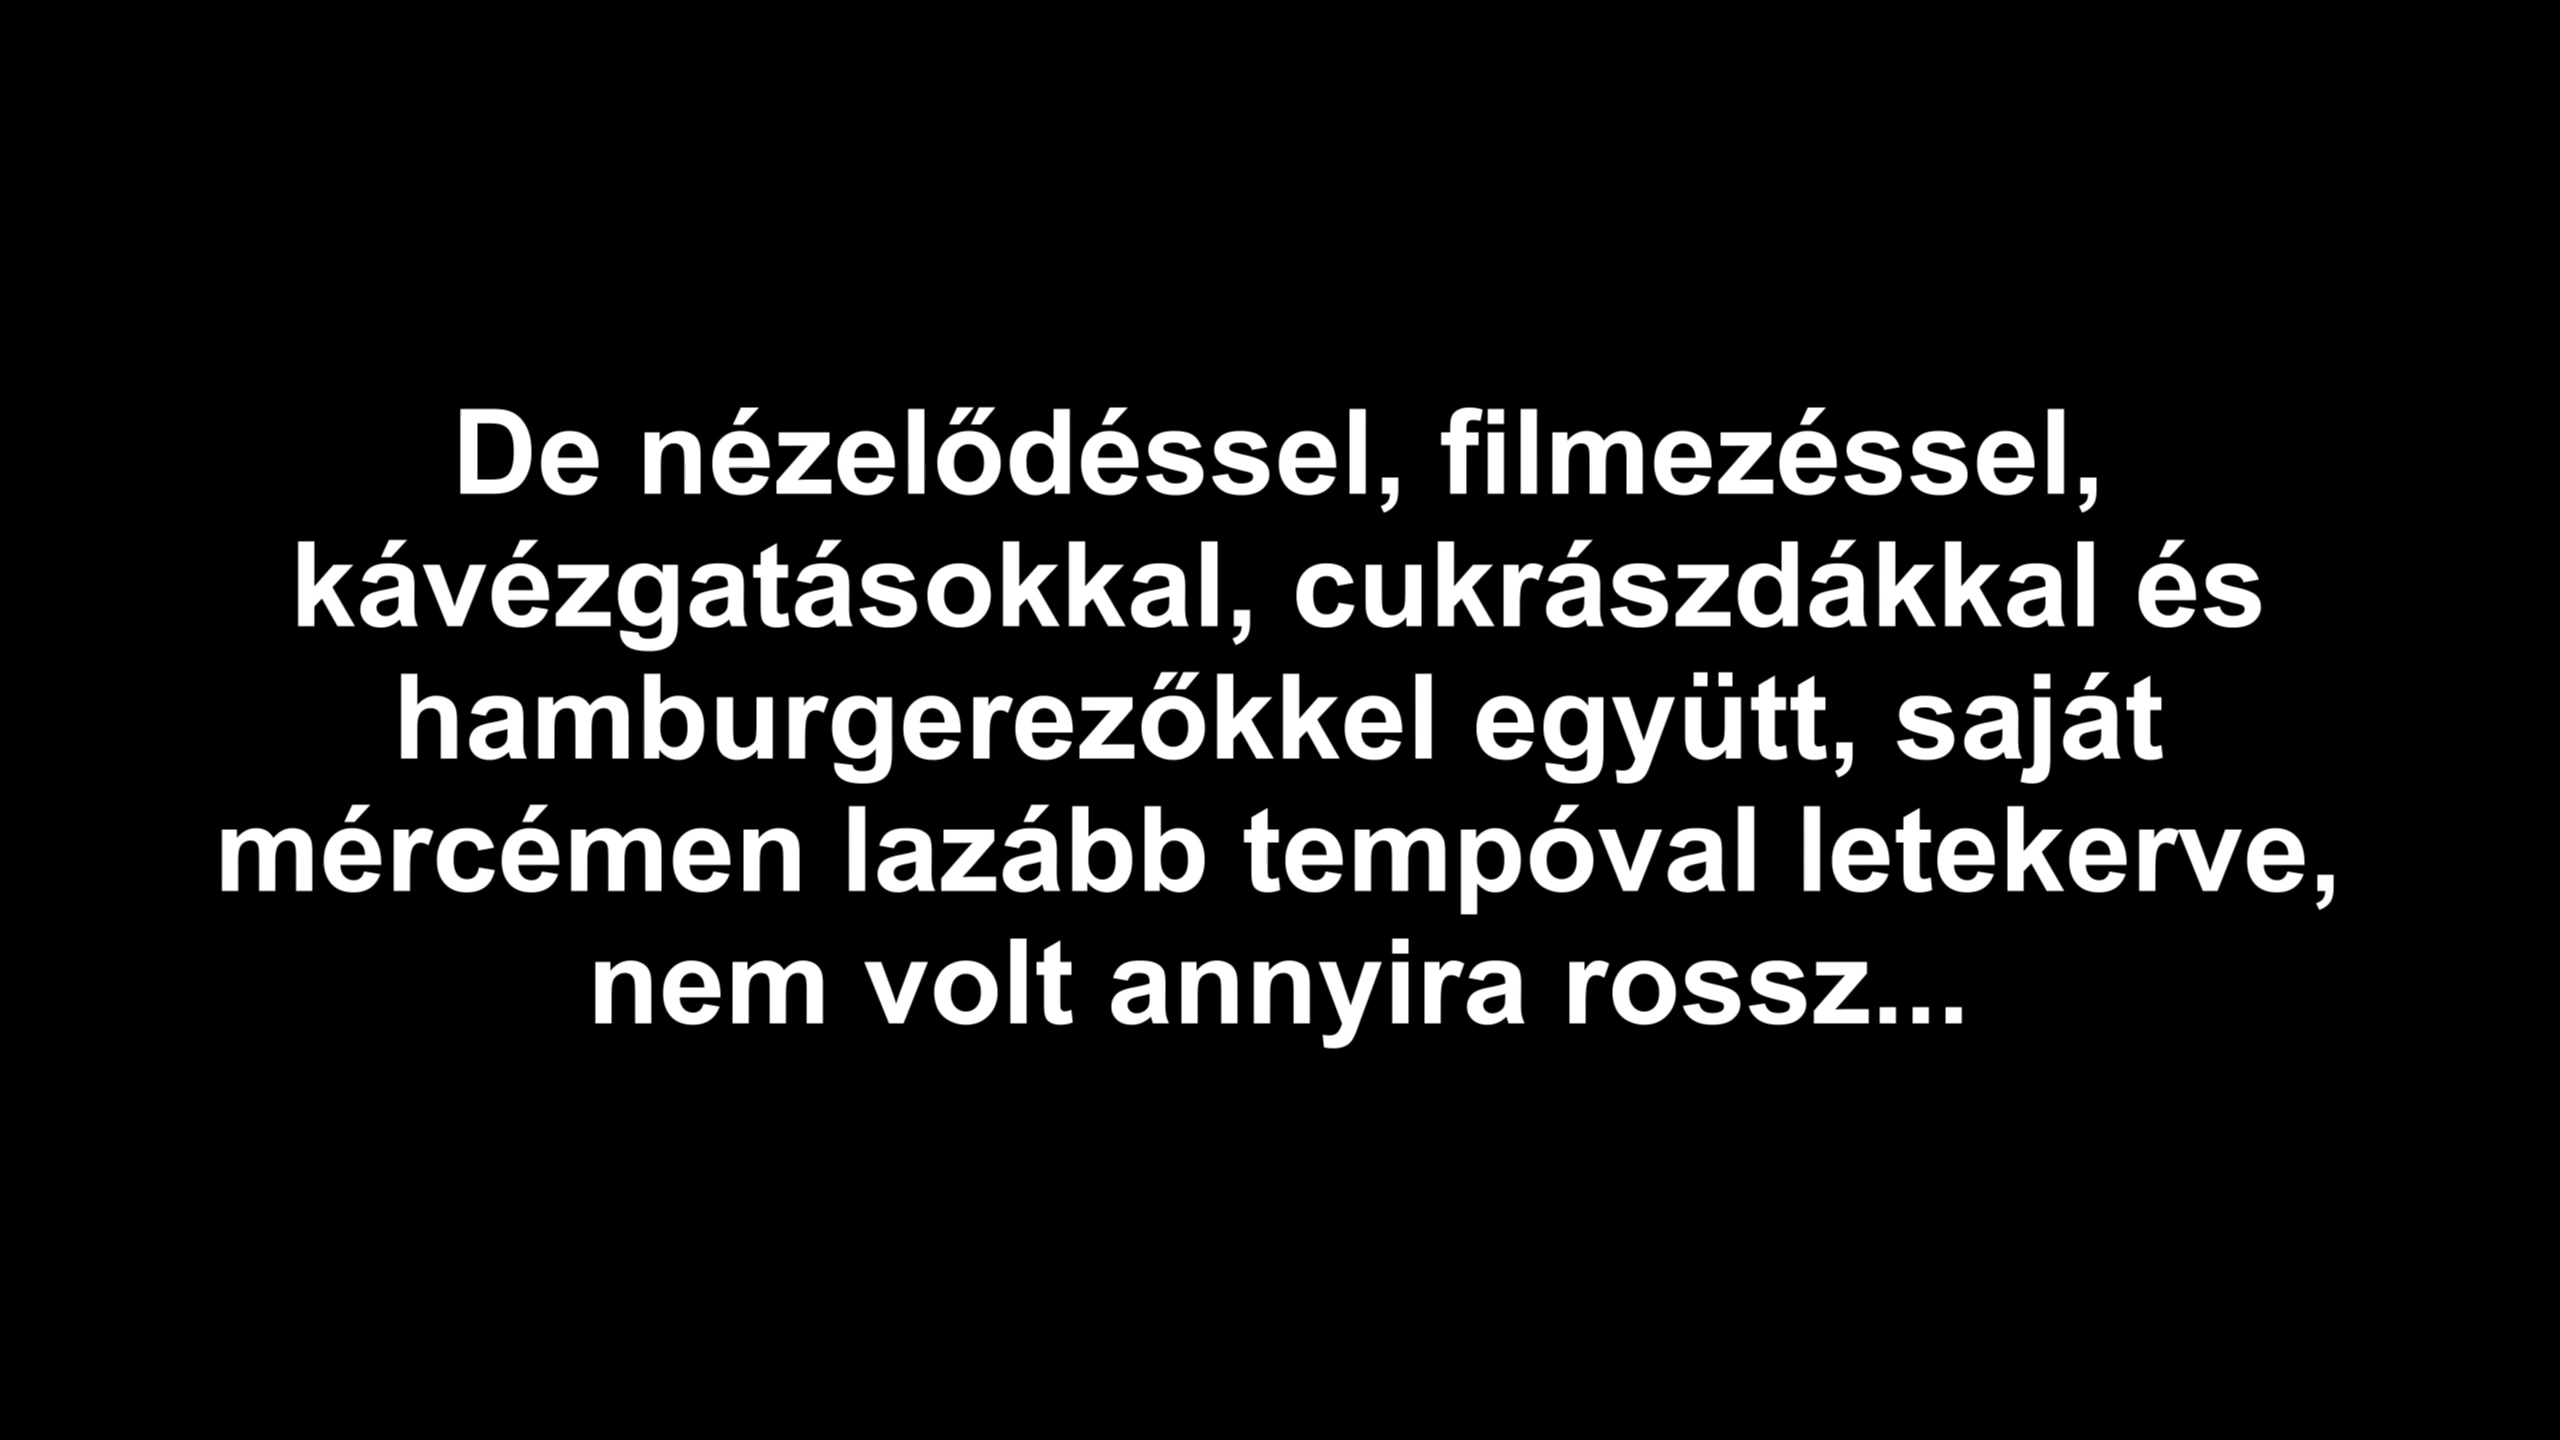 De nézelődéssel, filmezéssel,
kávézgatásokkal, cukrászdákkal és
hamburgerezőkkel együtt, saját
mércémen lazább tempóval letekerve,
nem volt annyira rossz...